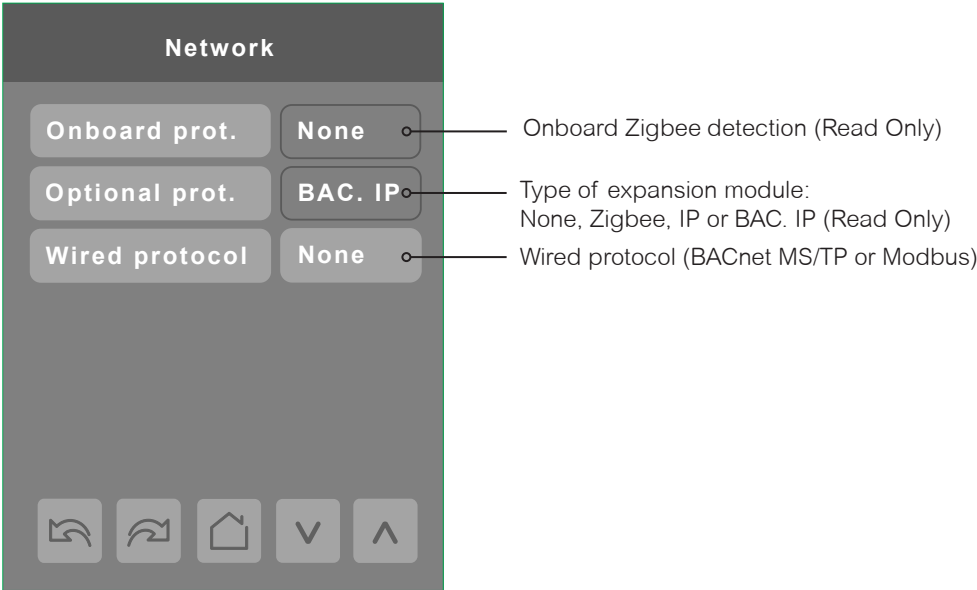 Network
Onboard prot.
None
Onboard Zigbee detection (Read Only)
Optional prot.
BAC. IP
Type of expansion module:
None, Zigbee, IP or BAC. IP (Read Only)
Wired protocol
None
Wired protocol (BACnet MS/TP or Modbus)